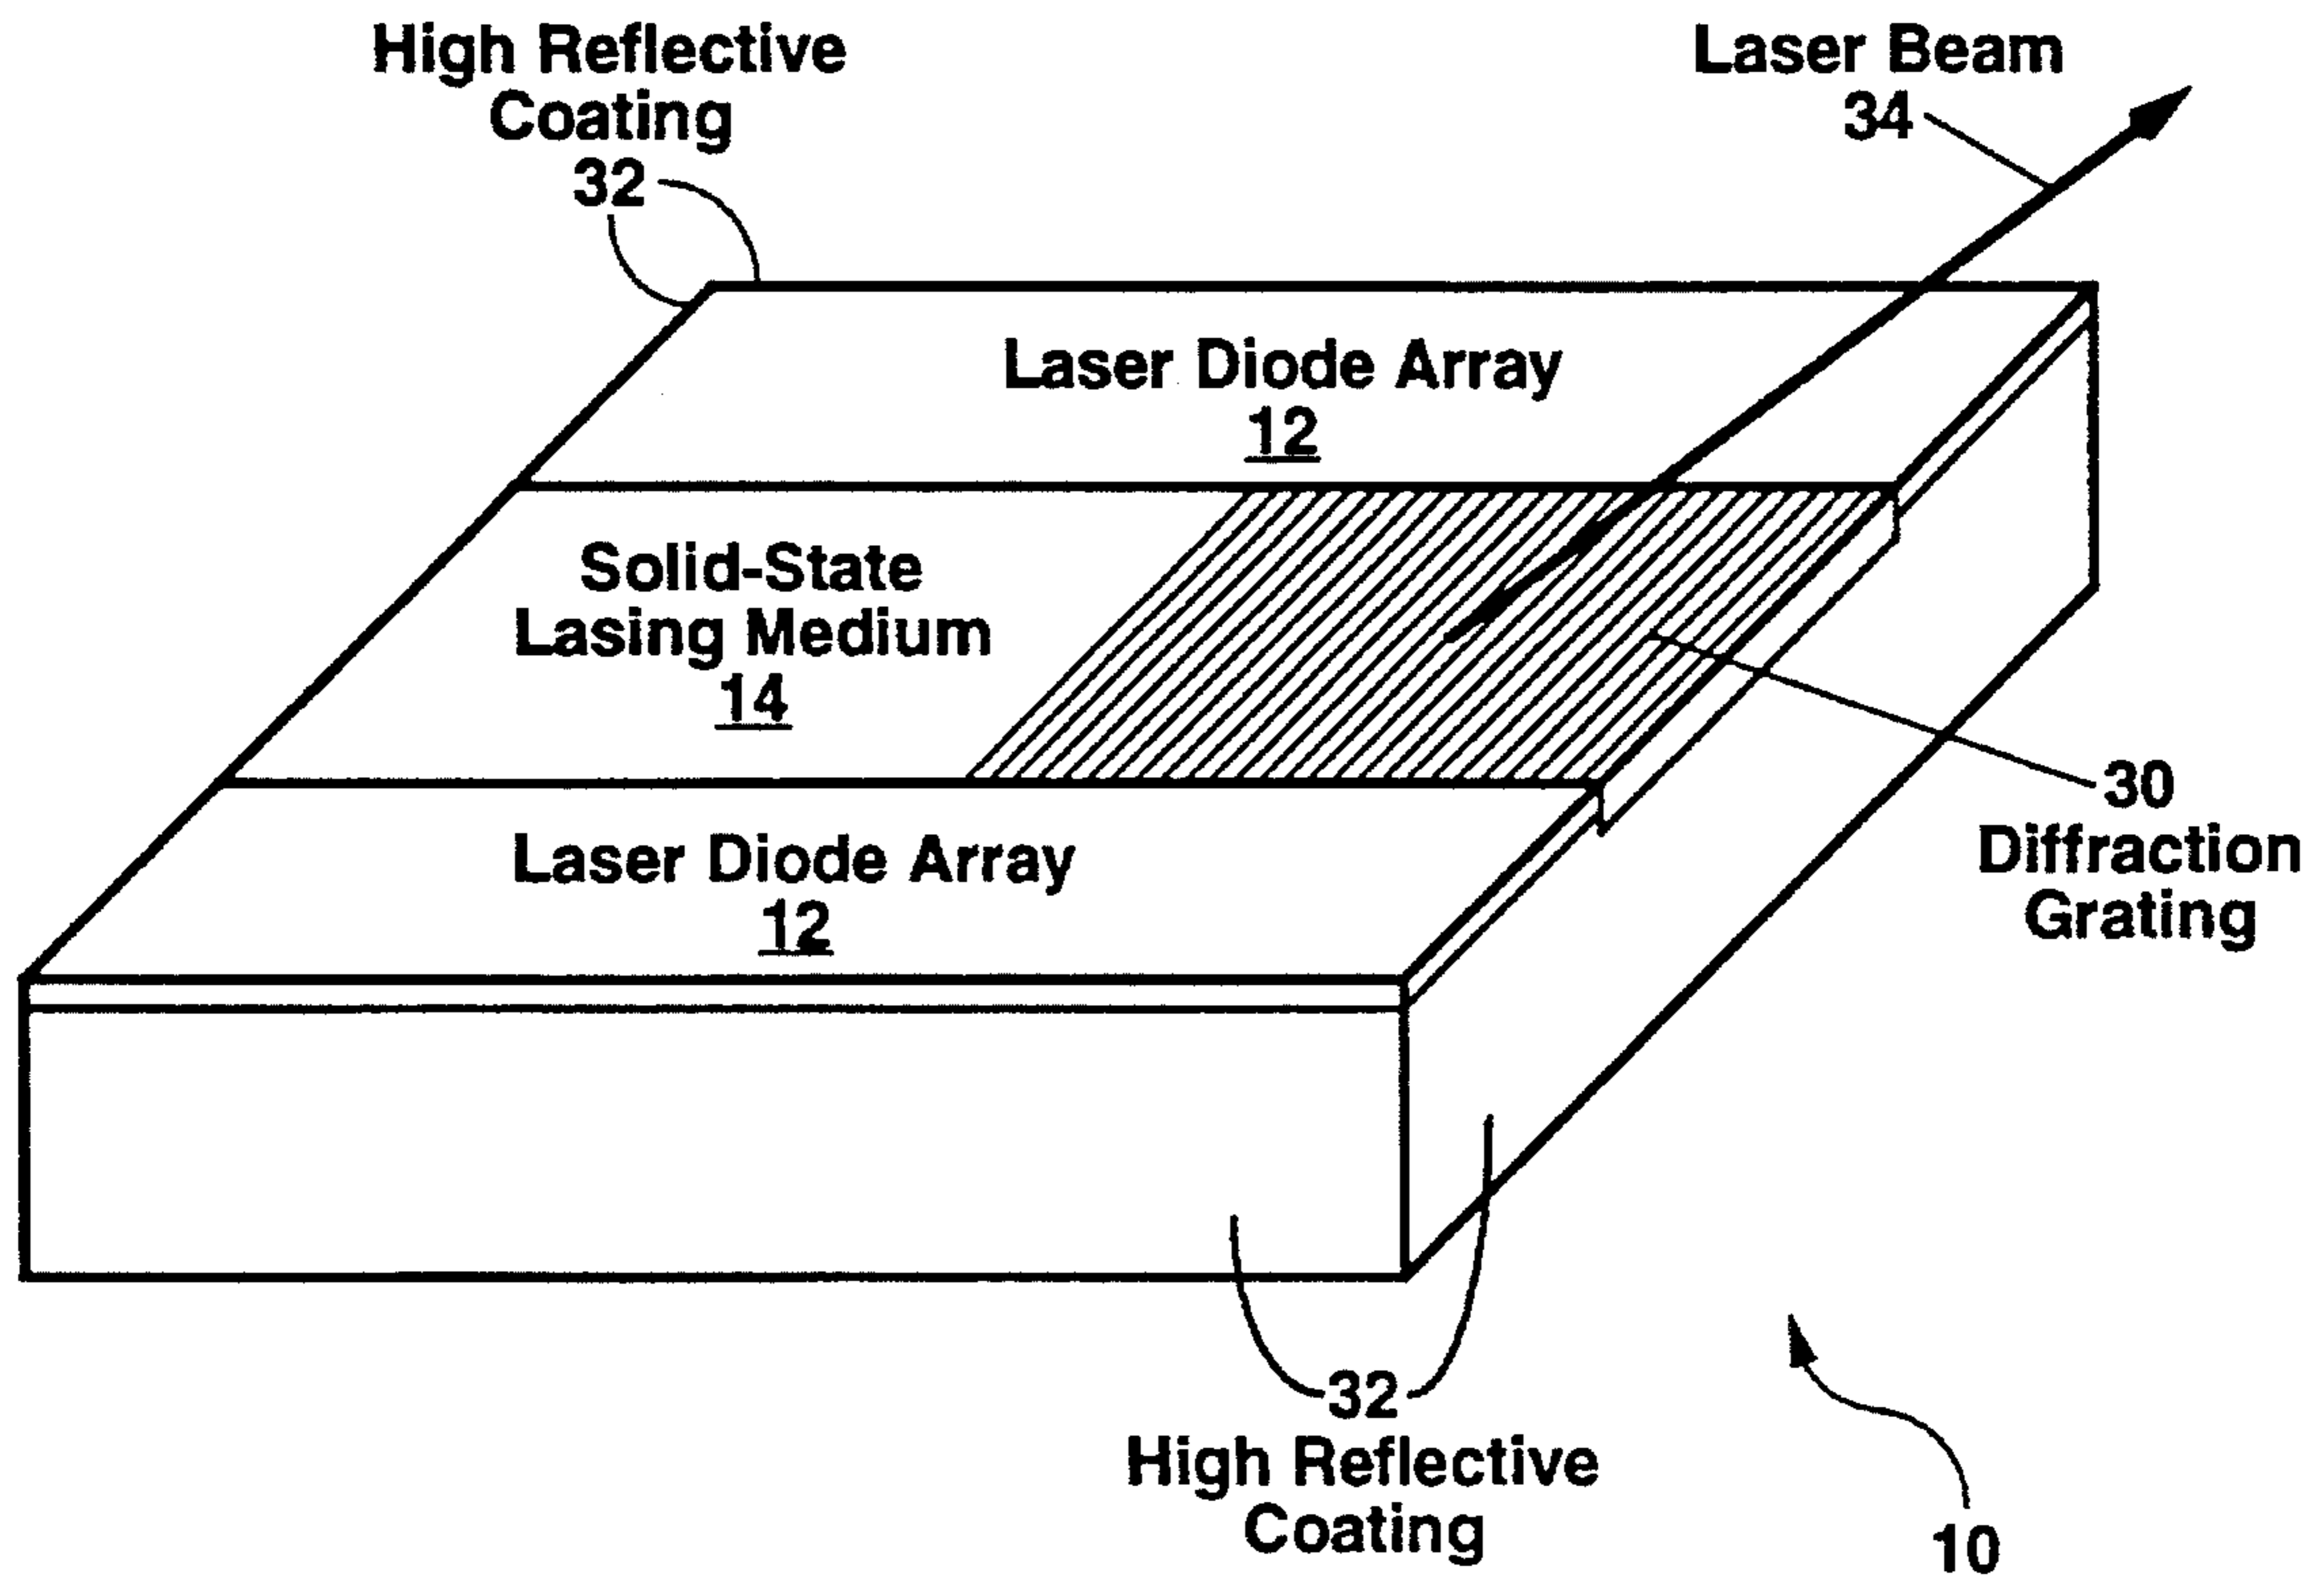 High Reflective
Coating
32
Laser Beam
34
Laser Diode Array
12
Solid-State
Lasing Medium
14
30
Diffraction
Grating
Laser Diode Array
12
32
High Reflective
Coating
10